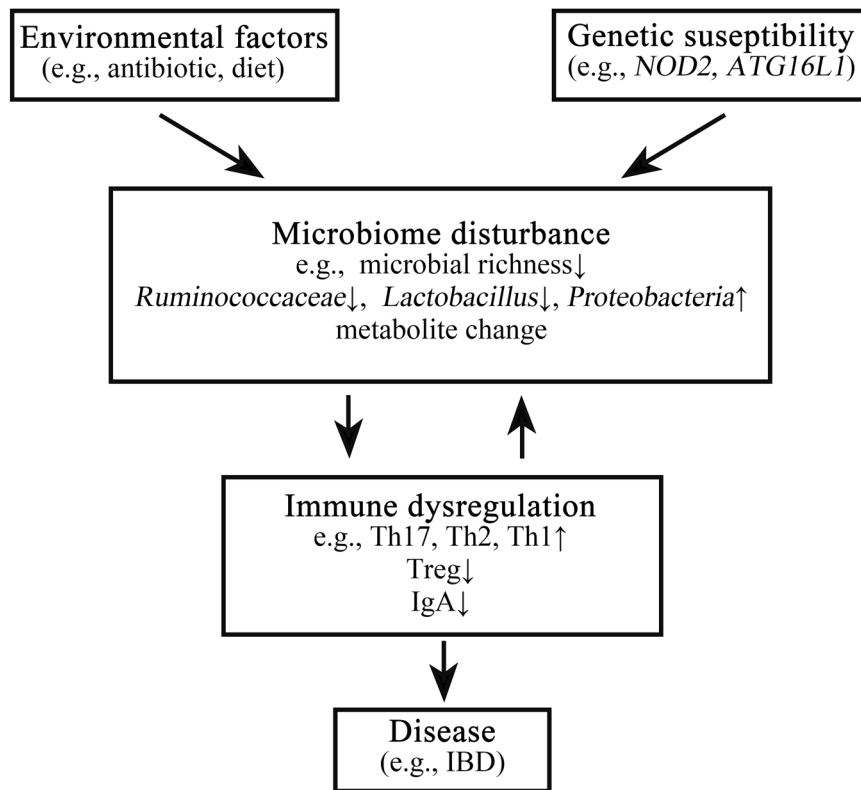 Environmental factors
(e.g., antibiotic, diet)
Genetic suseptibility
(e.g., NOD2, ATG16L1)
Microbiome disturbance
e.g., microbial richness↓
Ruminococcaceae↓, Lactobacillus↓, Proteobacteria↑
metabolite change
Immune dysregulation
e.g., Th17, Th2, Th1↑
Treg↓
IgA↓
Disease
(e.g., IBD)